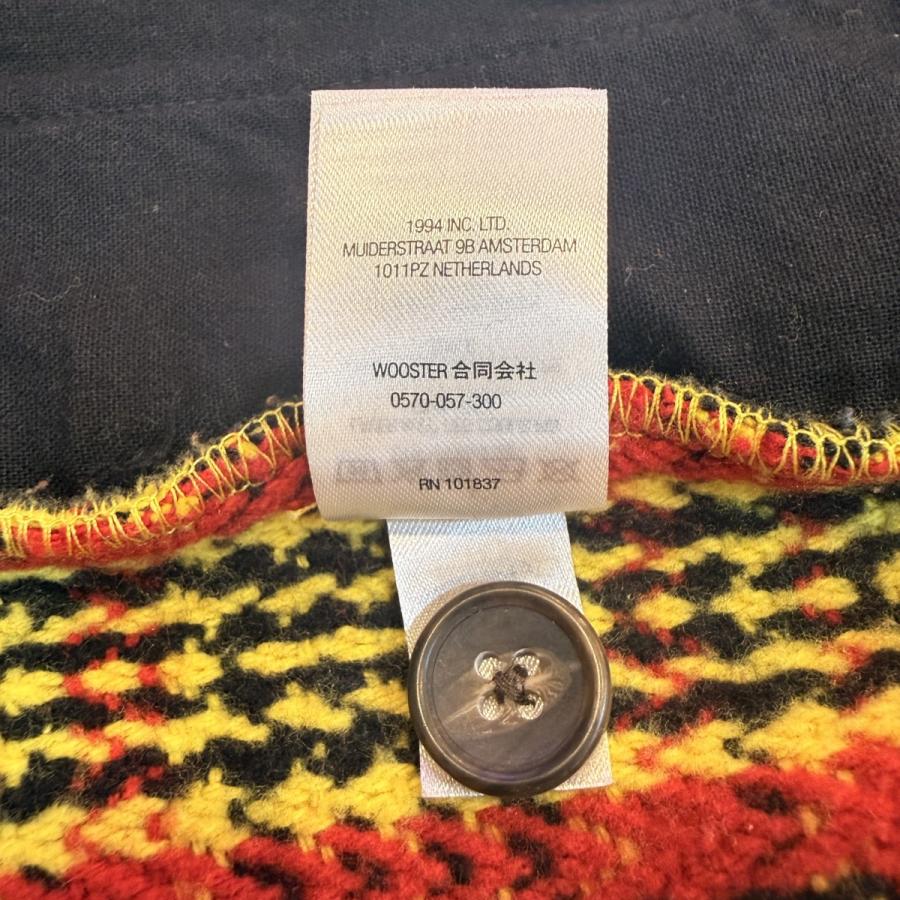 1994 INC. LTD.
MUIDERSTRAAT 9B AMSTERDAM
1011PZ NETHERLANDS
WOOSTER 合同会社
0570-057-300
RN 101837